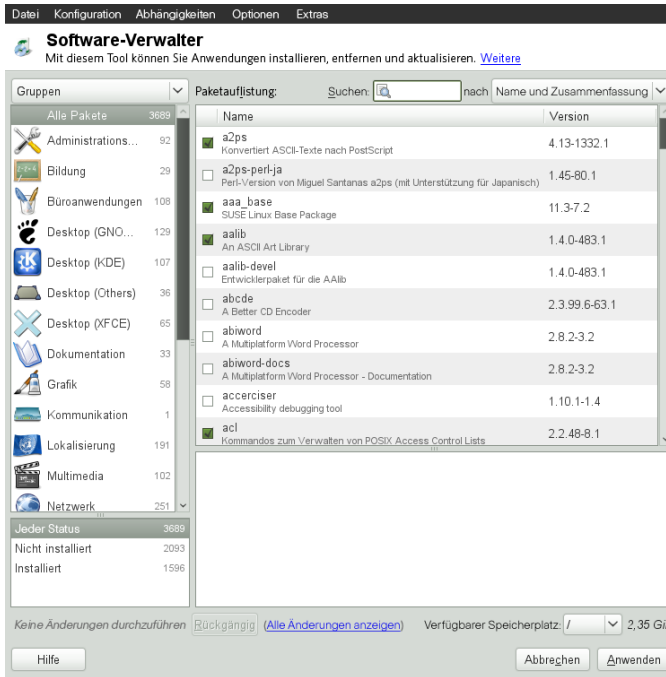 Datei Konfiguration Abhängigkeiten Optionen Extras
Software-Verwalter
Mit diesem Tool können Sie Anwendungen installieren, entfernen und aktualisieren. Weitere
Gruppen
Paketauflistung: Suchen: nach Name und Zusammenfassung
Alle Pakete 3689
Administrations... 92
Bildung 29
Büroanwendungen 108
Desktop (GNO... 129
Desktop (KDE) 107
Desktop (Others) 36
Desktop (XFCE) 65
Dokumentation 33
Grafik 58
Kommunikation 1
Lokalisierung 191
Multimedia 102
Netzwerk 251
Jeder Status 3689
Nicht installiert 2093
Installiert 1596
Name Version
a2ps 4.13-1332.1
Konvertiert ASCII-Texte nach PostScript
a2ps-perl-ja 1.45-80.1
Perl-Version von Miguel Santanas a2ps (mit Unterstützung für Japanisch)
aaa_base 11.3-7.2
SUSE Linux Base Package
aalib 1.4.0-483.1
An ASCII Art Library
aalib-devel 1.4.0-483.1
Entwicklerpaket für die AAlib
abcde 2.3.99.6-63.1
A Better CD Encoder
abiword 2.8.2-3.2
A Multiplatform Word Processor
abiword-docs 2.8.2-3.2
A Multiplatform Word Processor - Documentation
accerciser 1.10.1-1.4
Accessibility debugging tool
acl 2.2.48-8.1
Kommandos zum Verwalten von POSIX Access Control Lists
Keine Änderungen durchzuführen Rückgängig (Alle Änderungen anzeigen) Verfügbarer Speicherplatz: / 2,35
Hilfe Abbrechen Anwenden